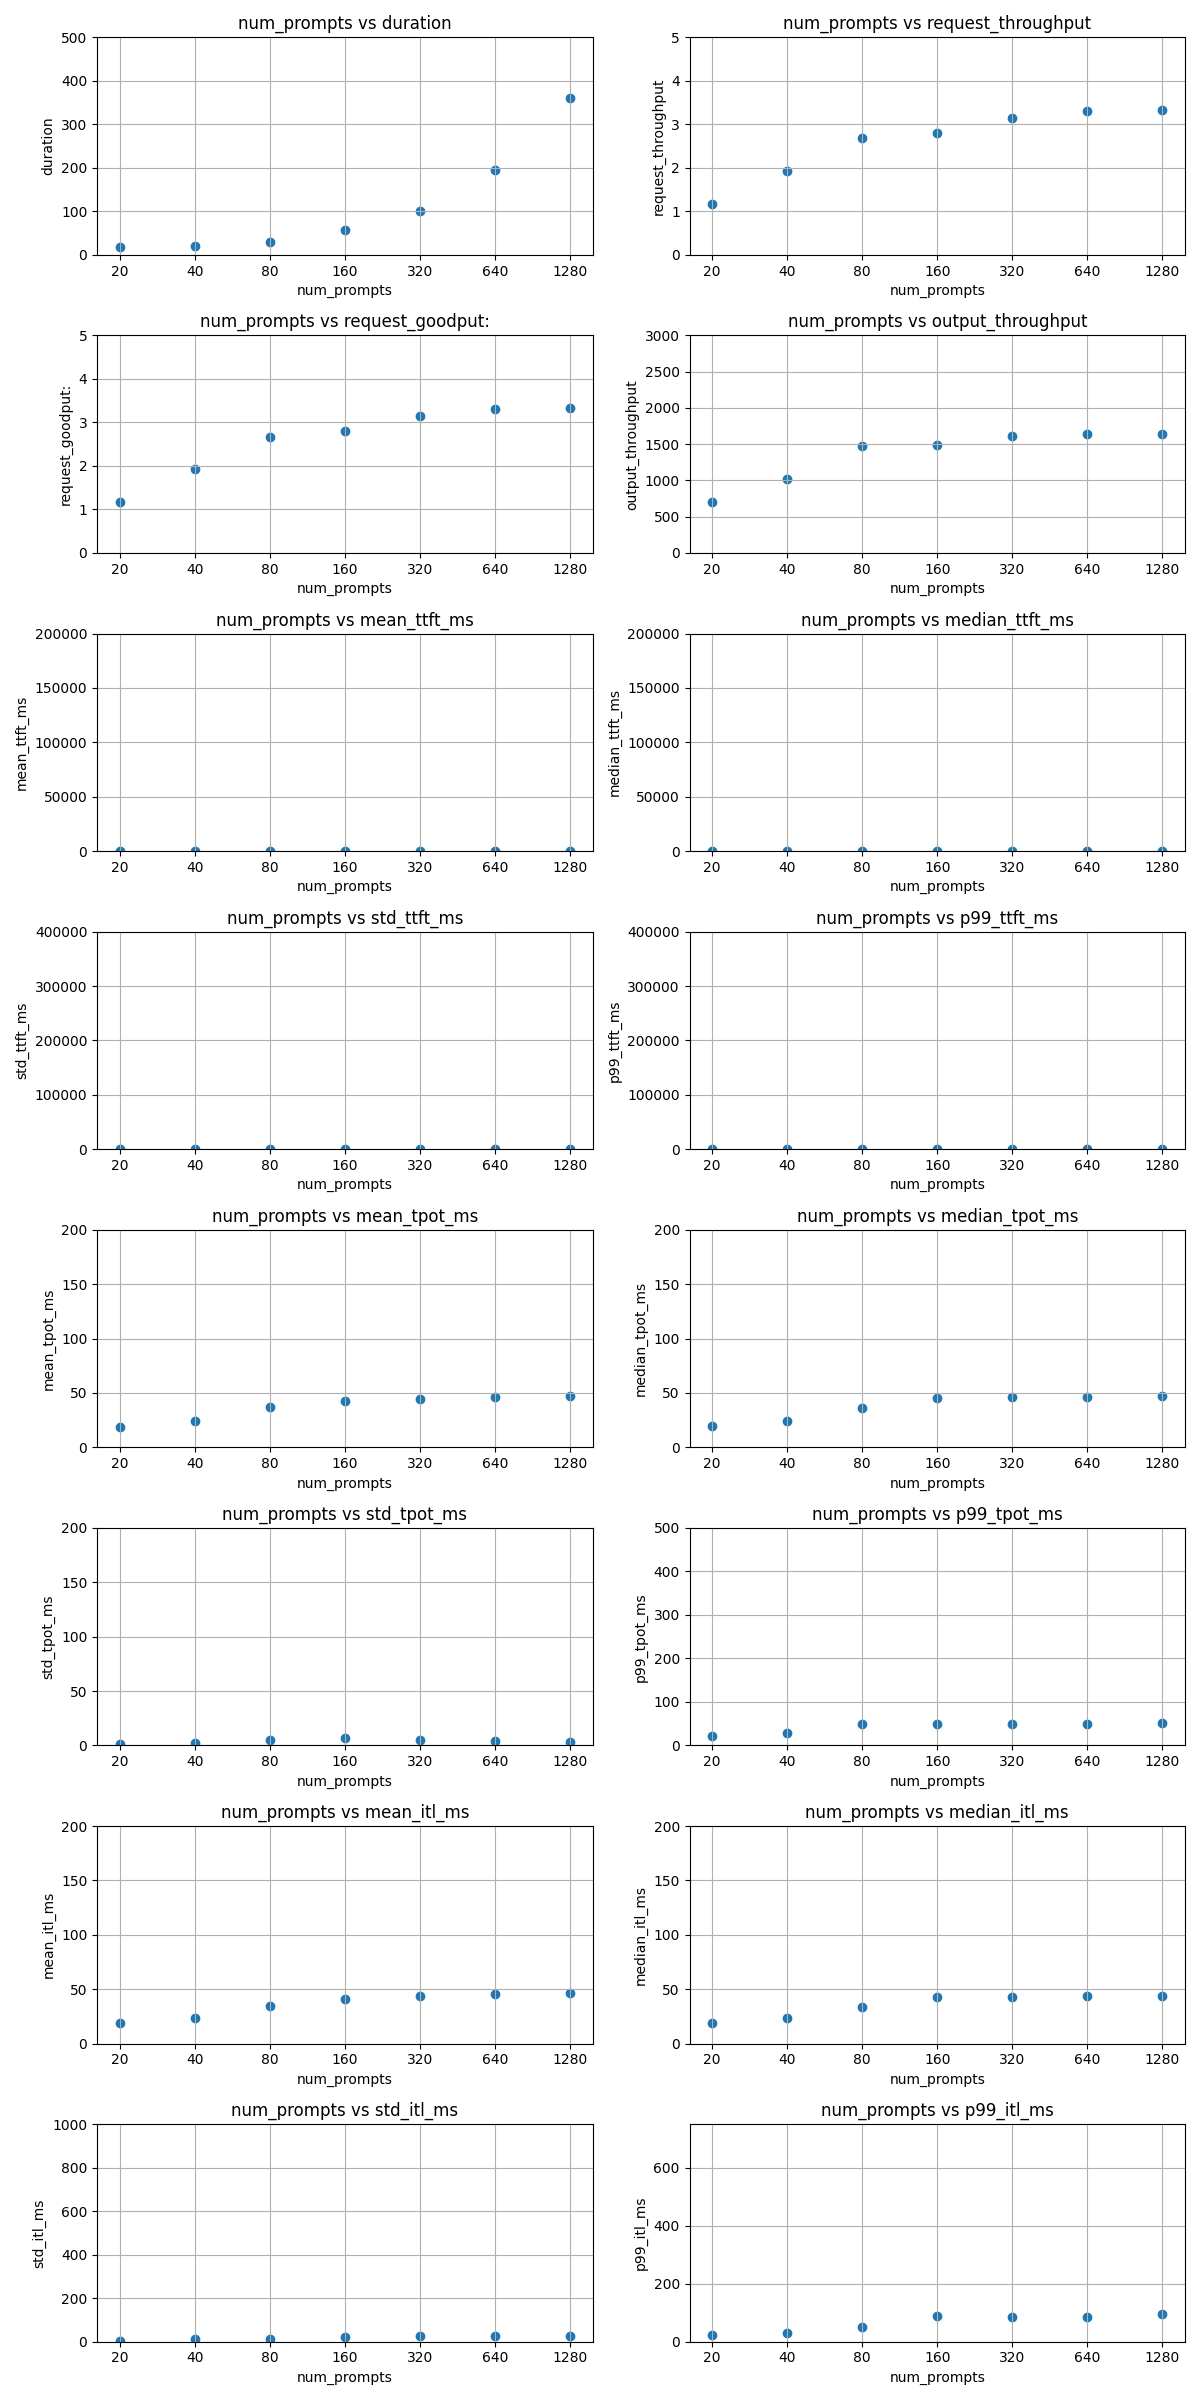 num_prompts vs duration
500
400
300
200
100
0
duration
20 40 80 160 320 640 1280
num_prompts
num_prompts vs request_throughput
5
4
3
2
1
0
request_throughput
20 40 80 160 320 640 1280
num_prompts
num_prompts vs request_goodput:
5
4
3
2
1
0
request_goodput:
20 40 80 160 320 640 1280
num_prompts
num_prompts vs output_throughput
3000
2500
2000
1500
1000
500
0
output_throughput
20 40 80 160 320 640 1280
num_prompts
num_prompts vs mean_ttft_ms
200000
150000
100000
50000
0
mean_ttft_ms
20 40 80 160 320 640 1280
num_prompts
num_prompts vs median_ttft_ms
200000
150000
100000
50000
0
median_ttft_ms
20 40 80 160 320 640 1280
num_prompts
num_prompts vs std_ttft_ms
400000
300000
200000
100000
0
std_ttft_ms
20 40 80 160 320 640 1280
num_prompts
num_prompts vs p99_ttft_ms
400000
300000
200000
100000
0
p99_ttft_ms
20 40 80 160 320 640 1280
num_prompts
num_prompts vs mean_tpot_ms
200
150
100
50
0
mean_tpot_ms
20 40 80 160 320 640 1280
num_prompts
num_prompts vs median_tpot_ms
200
150
100
50
0
median_tpot_ms
20 40 80 160 320 640 1280
num_prompts
num_prompts vs std_tpot_ms
200
150
100
50
0
std_tpot_ms
20 40 80 160 320 640 1280
num_prompts
num_prompts vs p99_tpot_ms
500
400
300
200
100
0
p99_tpot_ms
20 40 80 160 320 640 1280
num_prompts
num_prompts vs mean_itl_ms
200
150
100
50
0
mean_itl_ms
20 40 80 160 320 640 1280
num_prompts
num_prompts vs median_itl_ms
200
150
100
50
0
median_itl_ms
20 40 80 160 320 640 1280
num_prompts
num_prompts vs std_itl_ms
1000
800
600
400
200
0
std_itl_ms
20 40 80 160 320 640 1280
num_prompts
num_prompts vs p99_itl_ms
600
400
200
0
p99_itl_ms
20 40 80 160 320 640 1280
num_prompts